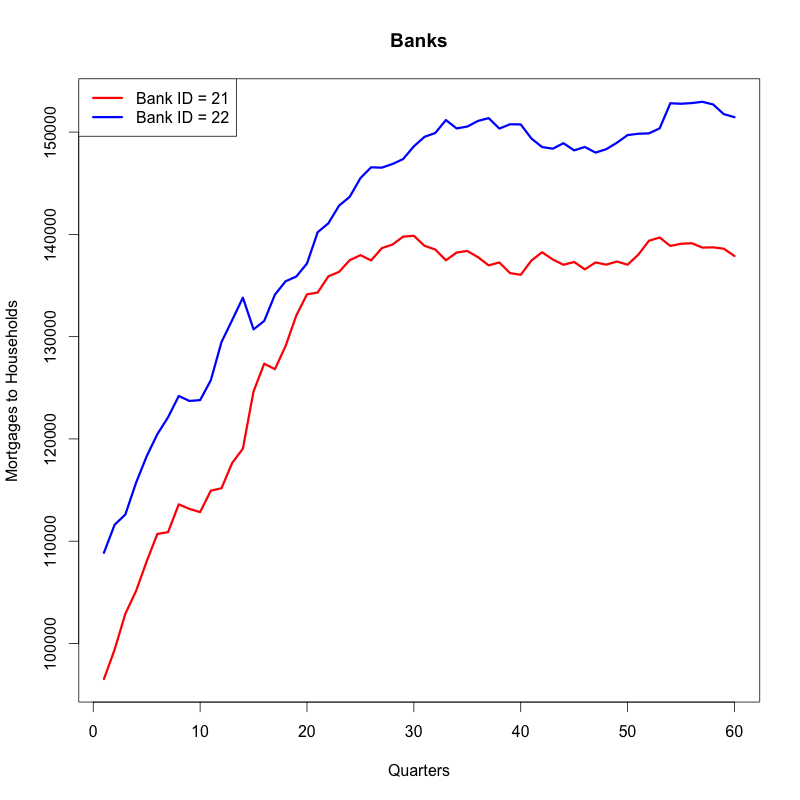 Banks
Bank ID = 21
Bank ID = 22
Mortgages to Households
150000
140000
130000
120000
110000
100000
0 10 20 30 40 50 60
Quarters